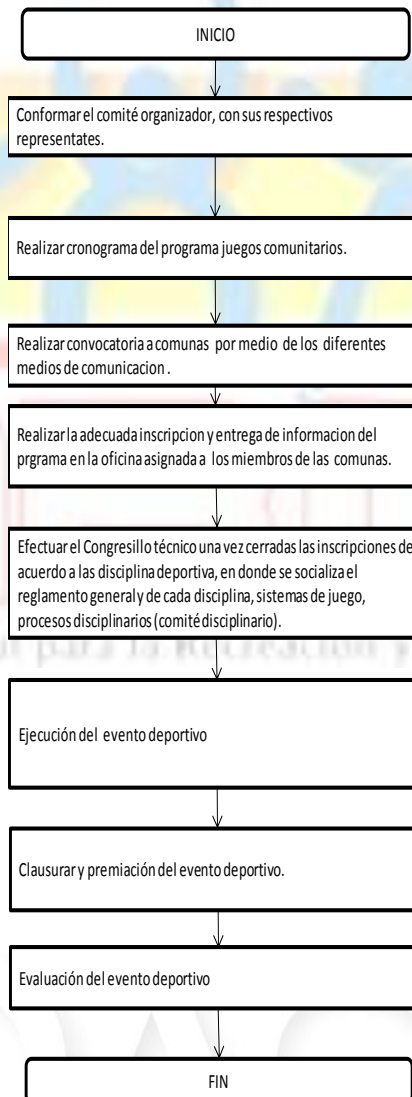 INICIO
Conformar el comité organizador, con sus respectivos
representates.
Realizar cronograma del programa juegos comunitarios.
Realizar convocatoria a comunas por medio de los diferentes
medios de comunicacion .
Realizar la adecuada inscripcion y entrega de informacion del
prgrama en la oficina asignada a los miembros de las comunas.
Efectuar el Congresillo técnico una vez cerradas las inscripciones de
acuerdo a las disciplina deportiva, en donde se socializa el
reglamento general y de cada disciplina, sistemas de juego,
procesos disciplinarios (comité disciplinario).
para la Recreación y
Ejecución del evento deportivo
Clausurar y premiación del evento deportivo.
Evaluación del evento deportivo
FIN